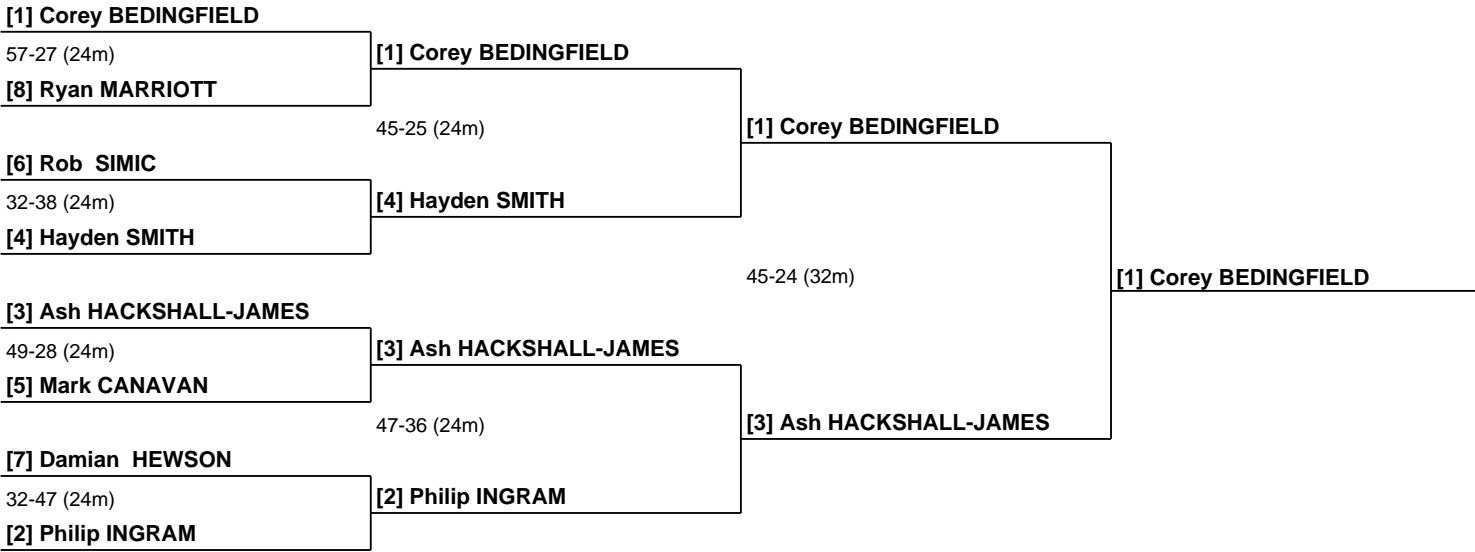 [1] Corey BEDINGFIELD
57-27 (24m)
[8] Ryan MARRIOTT
[1] Corey BEDINGFIELD
45-25 (24m)
[6] Rob  SIMIC
32-38 (24m)
[4] Hayden SMITH
[4] Hayden SMITH
[1] Corey BEDINGFIELD
45-24 (32m)
[3] Ash HACKSHALL-JAMES
49-28 (24m)
[5] Mark CANAVAN
[3] Ash HACKSHALL-JAMES
47-36 (24m)
[7] Damian  HEWSON
32-47 (24m)
[2] Philip INGRAM
[2] Philip INGRAM
[3] Ash HACKSHALL-JAMES
[1] Corey BEDINGFIELD